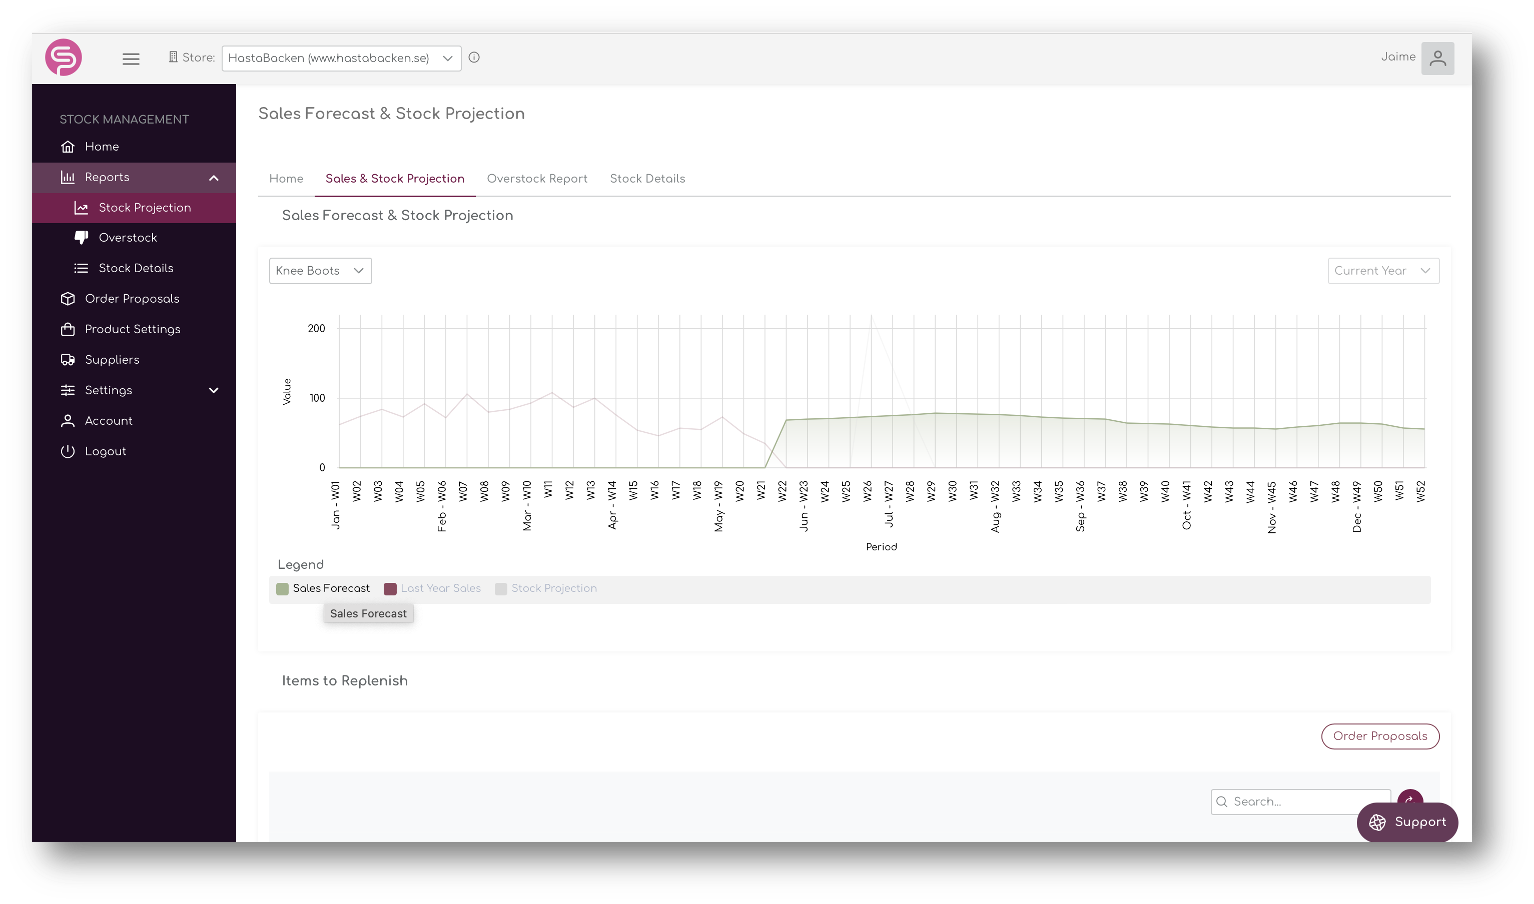 Store: HastaBacken (www.hastabacken.se)
Jaime
STOCK MANAGEMENT
Home
Reports
Stock Projection
Overstock
Stock Details
Order Proposals
Product Settings
Suppliers
Settings
Account
Logout
Sales Forecast & Stock Projection
Home Sales & Stock Projection Overstock Report Stock Details
Sales Forecast & Stock Projection
Knee Boots
Current Year
200
100
0
Value
Jan - W01
W02
W03
W04
W05
Feb - W06
W07
W08
W09
Mar - W10
W11
W12
W13
Apr - W14
W15
W16
W17
W18
May - W19
W20
W21
W22
Jun - W23
W24
W25
W26
Jul - W27
W28
W29
W30
W31
Aug - W32
W33
W34
W35
Sep - W36
W37
W38
W39
W40
Oct - W41
W42
W43
W44
Nov - W45
W46
W47
W48
Dec - W49
W50
W51
W52
Period
Legend
Sales Forecast Last Year Sales Stock Projection
Sales Forecast
Items to Replenish
Order Proposals
Search...
Support